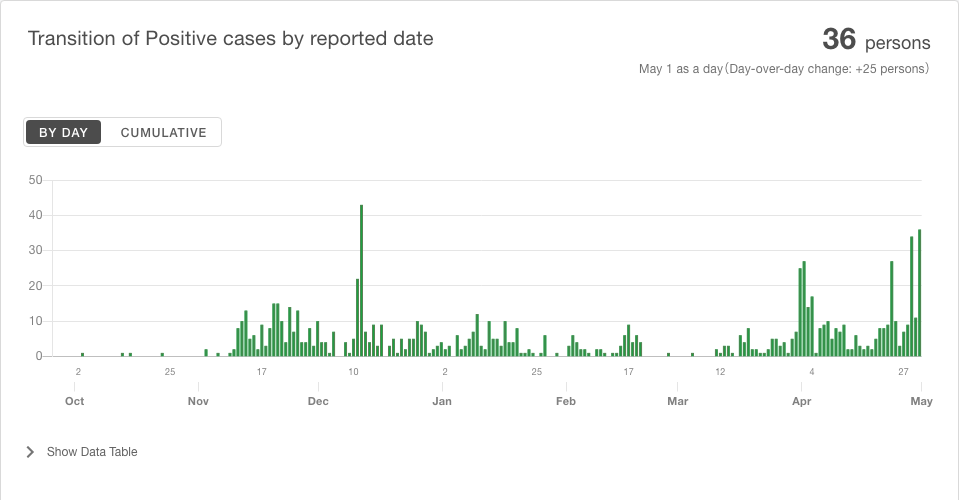 Transition of Positive cases by reported date
36 persons
May 1 as a day(Day-over-day change: +25 persons)
BY DAY
CUMULATIVE
50
40
30
20
10
0
2 25 17 10 2 25 17 12 4 27
Oct Nov Dec Jan Feb Mar Apr May
Show Data Table